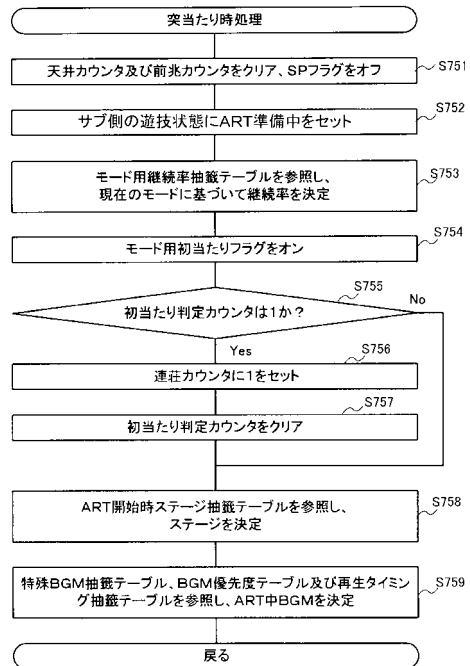 突当たり時処理
S751
天井カウンタ及び前兆カウンタをクリア、SPフラグをオフ
S752
サブ側の遊技状態にART準備中をセット
S753
モード用継続率抽籤テーブルを参照し、
現在のモードに基づいて継続率を決定
S754
モード用初当たりフラグをオン
S755
初当たり判定カウンタは1か？
No
Yes
S756
連荘カウンタに1をセット
S757
初当たり判定カウンタをクリア
S758
ART開始時ステージ抽籤テーブルを参照し、
ステージを決定
S759
特殊BGM抽籤テーブル、BGM優先度テーブル及び再生タイミ
ング抽籤テーブルを参照し、ART中BGMを決定
戻る